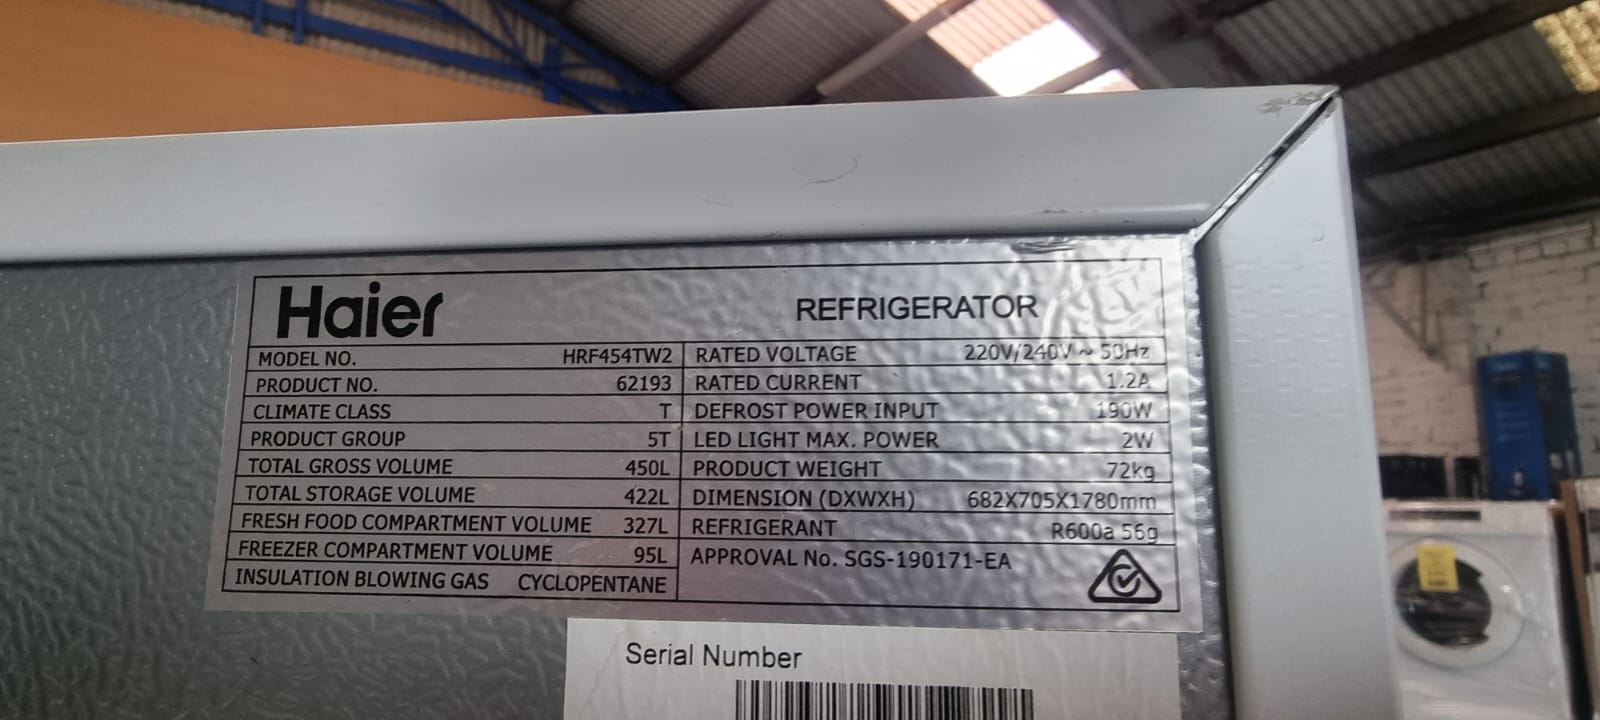 Haier REFRIGERATOR
MODEL NO. HRF454TW2 RATED VOLTAGE 220V/240V ~ 50Hz
PRODUCT NO. 62193 RATED CURRENT 1.2A
CLIMATE CLASS T DEFROST POWER INPUT 190W
PRODUCT GROUP 5T LED LIGHT MAX. POWER 2W
TOTAL GROSS VOLUME 450L PRODUCT WEIGHT 72kg
TOTAL STORAGE VOLUME 422L DIMENSION (DXWXH) 682X705X1780mm
FRESH FOOD COMPARTMENT VOLUME 327L REFRIGERANT R600a 56g
FREEZER COMPARTMENT VOLUME 95L APPROVAL No. SGS-190171-EA
INSULATION BLOWING GAS CYCLOPENTANE
Serial Number